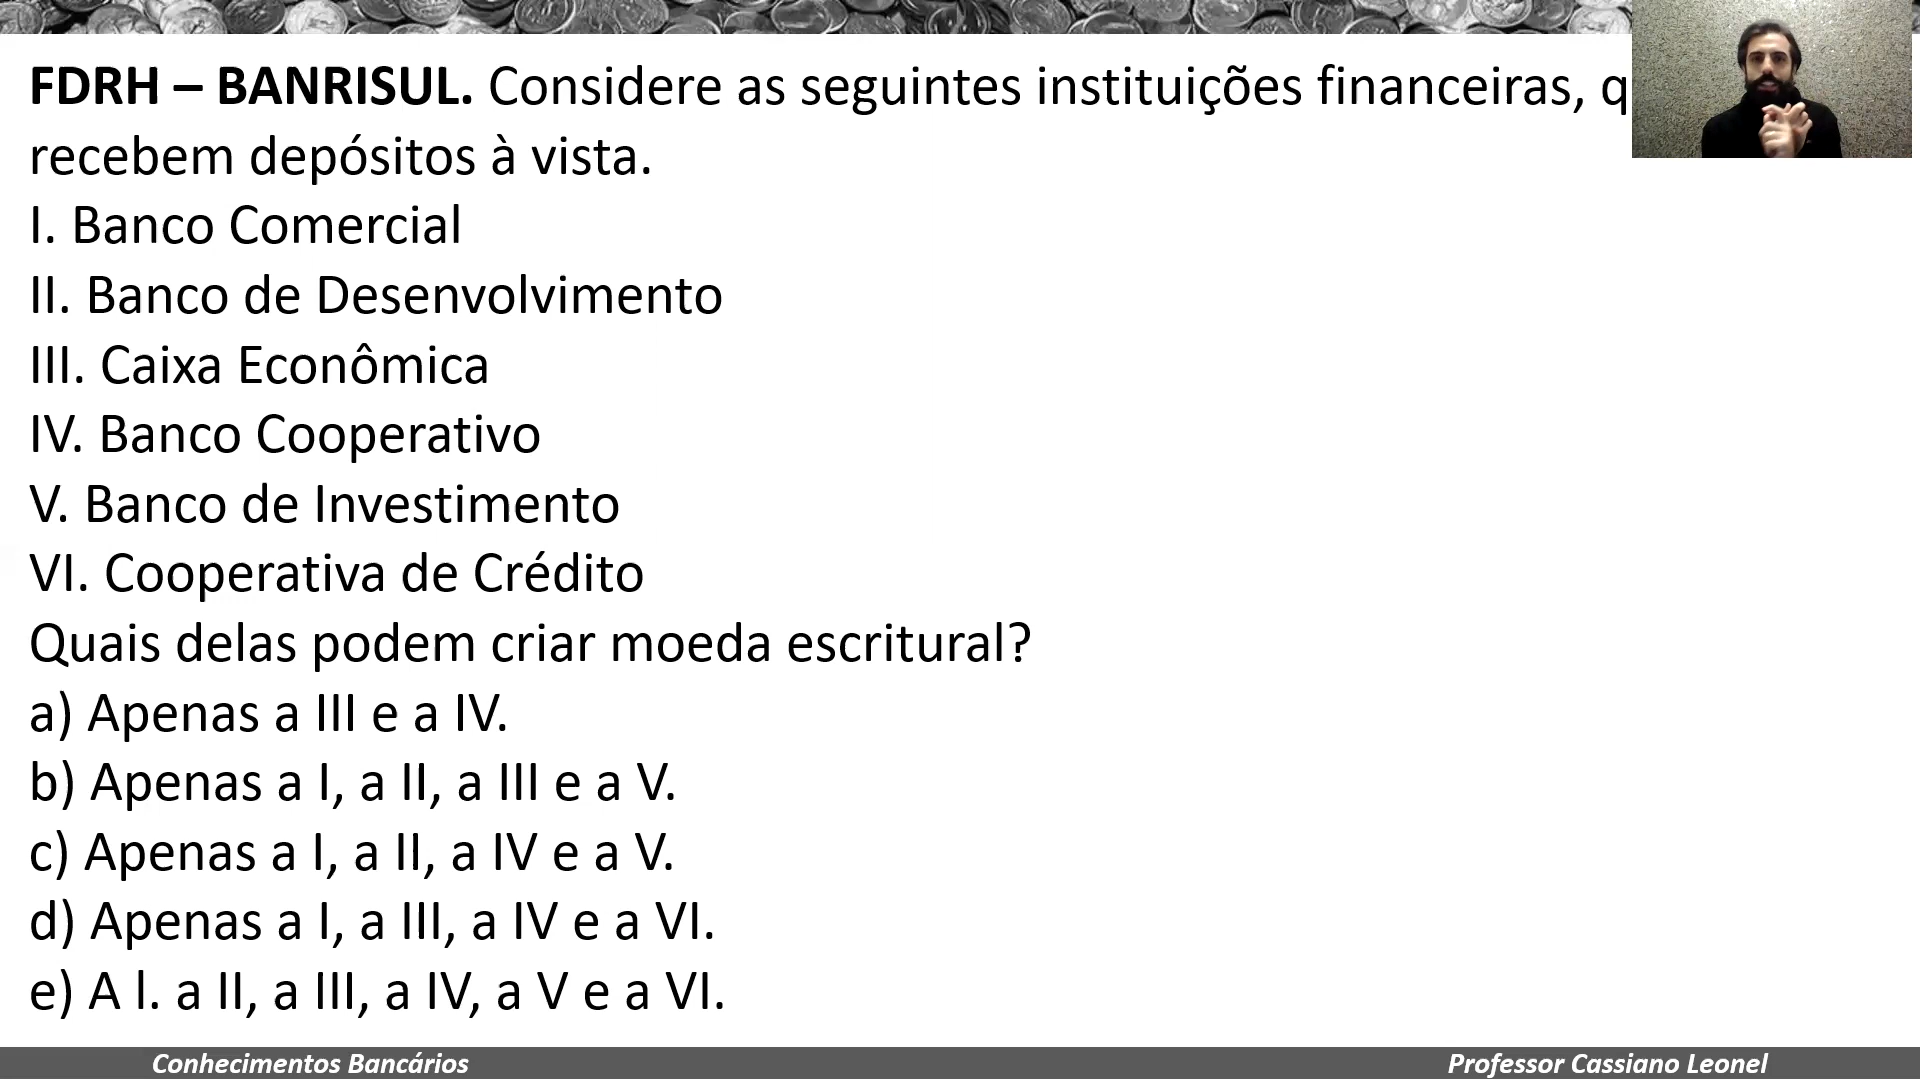 FDRH – BANRISUL. Considere as seguintes instituições financeiras,
recebem depósitos à vista.
I. Banco Comercial
II. Banco de Desenvolvimento
III. Caixa Econômica
IV. Banco Cooperativo
V. Banco de Investimento
VI. Cooperativa de Crédito
Quais delas podem criar moeda escritural?
a) Apenas a III e a IV.
b) Apenas a I, a II, a III e a V.
c) Apenas a I, a II, a IV e a V.
d) Apenas a I, a III, a IV e a VI.
e) A l. a II, a III, a IV, a V e a VI.
Conhecimentos Bancários
Professor Cassiano Leonel